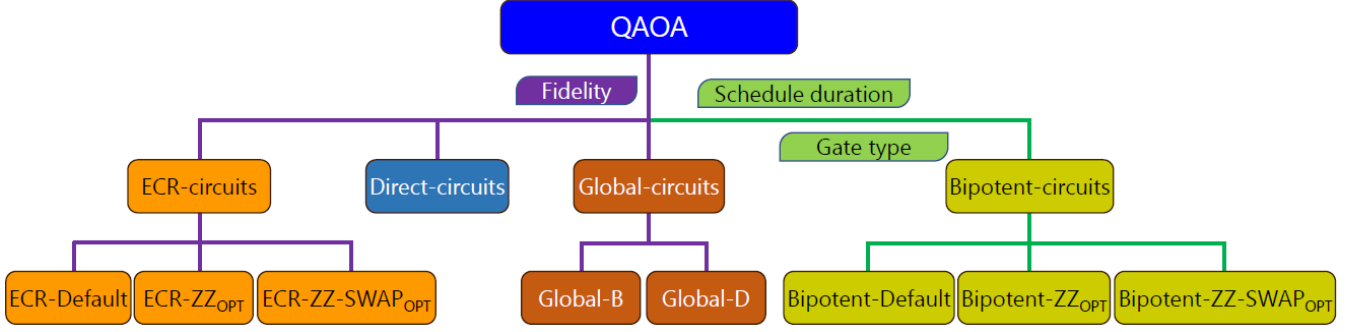 QAOA
Fidelity
Schedule duration
Gate type
ECR-circuits
Direct-circuits
Global-circuits
Bipotent-circuits
ECR-Default
ECR-ZZOPT
ECR-ZZ-SWAPOPT
Global-B
Global-D
Bipotent-Default
Bipotent-ZZOPT
Bipotent-ZZ-SWAPOPT